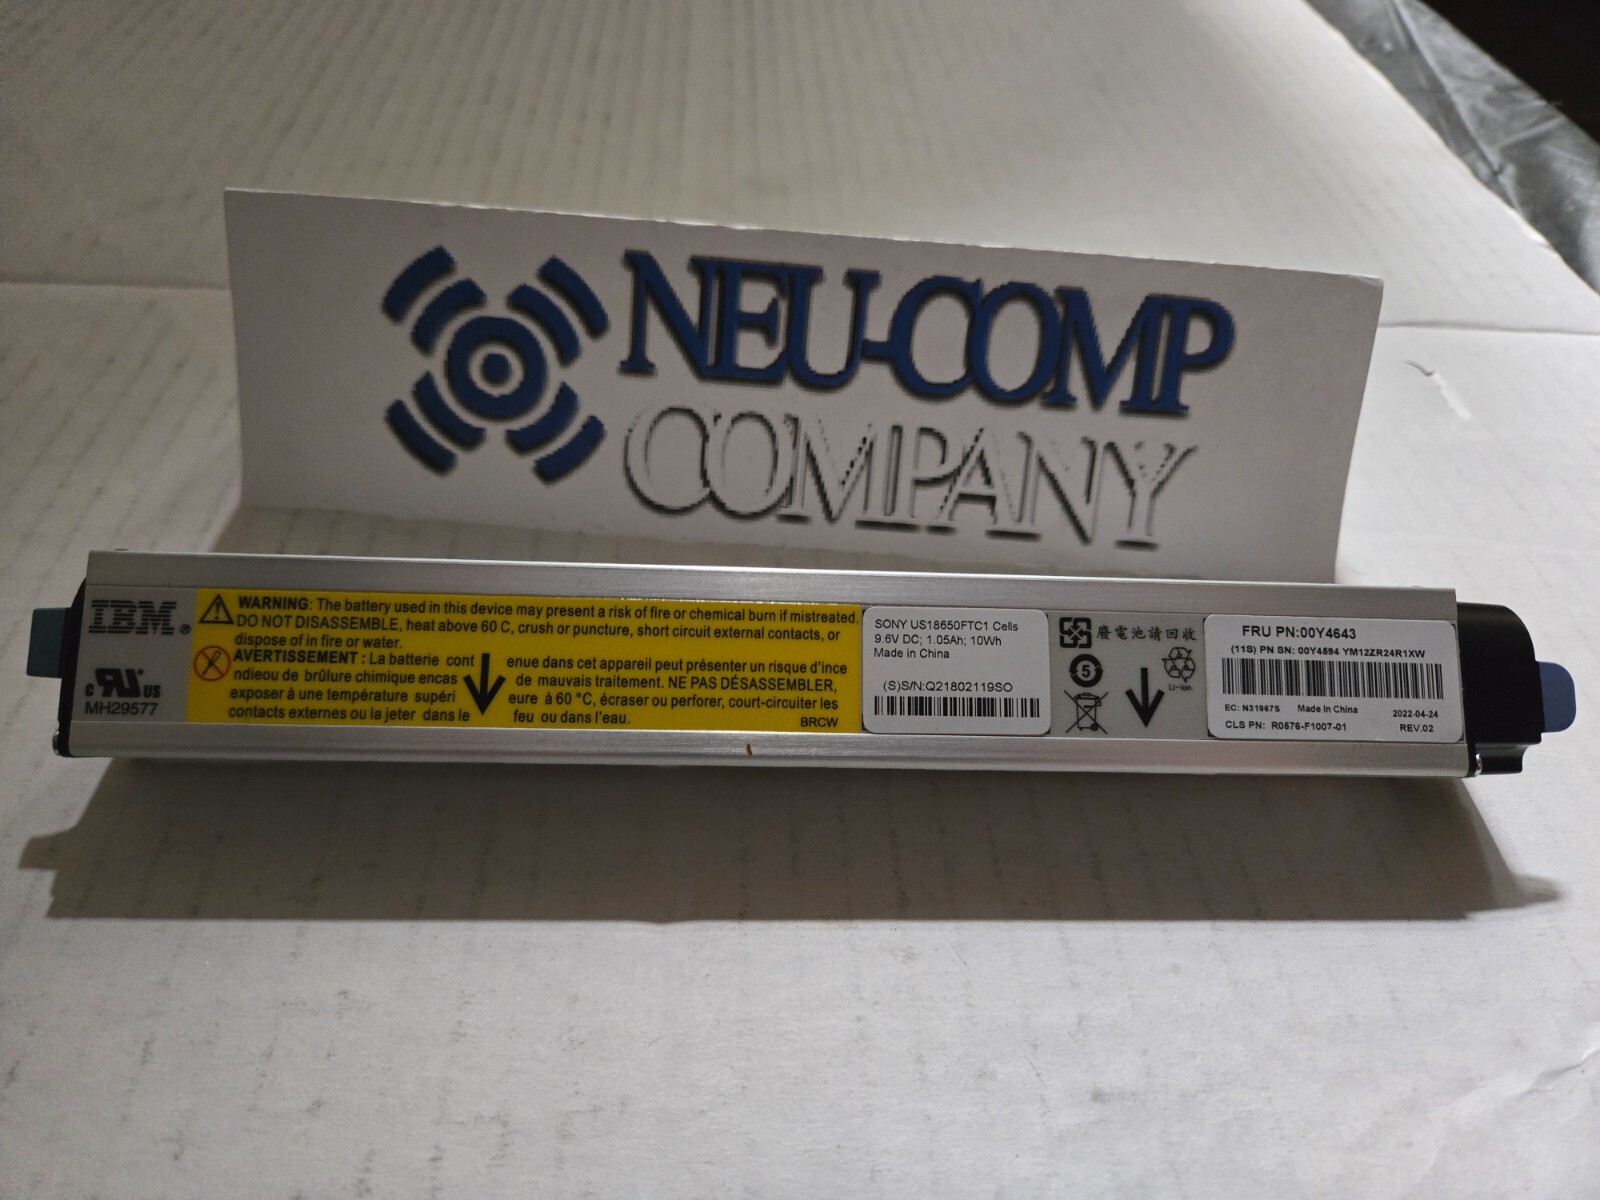 NEU-COMP
COMPANY
IBM®
c RU US
MH29577
WARNING: The battery used in this device may present a risk of fire or chemical burn if mistreated.
DO NOT DISASSEMBLE, heat above 60 C, crush or puncture, short circuit external contacts, or
dispose of in fire or water.
AVERTISSEMENT : La batterie cont
ndieou de brûlure chimique encas
exposer à une température supéri
contacts externes ou la jeter dans le
enue dans cet appareil peut présenter un risque d'ince
de mauvais traitement. NE PAS DÉSASSEMBLER,
eure à 60 °C, écraser ou perforer, court-circuiter les
feu ou dans l'eau.
BRCW
SONY US18650FTC1 Cells
9.6V DC; 1.05Ah; 10Wh
Made in China
(S)S/N:Q21802119SO
廢電池請回收
5
Li-ion
FRU PN:00Y4643
(11S) PN SN: 00Y4594 YM12ZR24R1XW
EC: N31967S Made in China 2022-04-24
CLS PN: R0576-F1007-01 REV.02